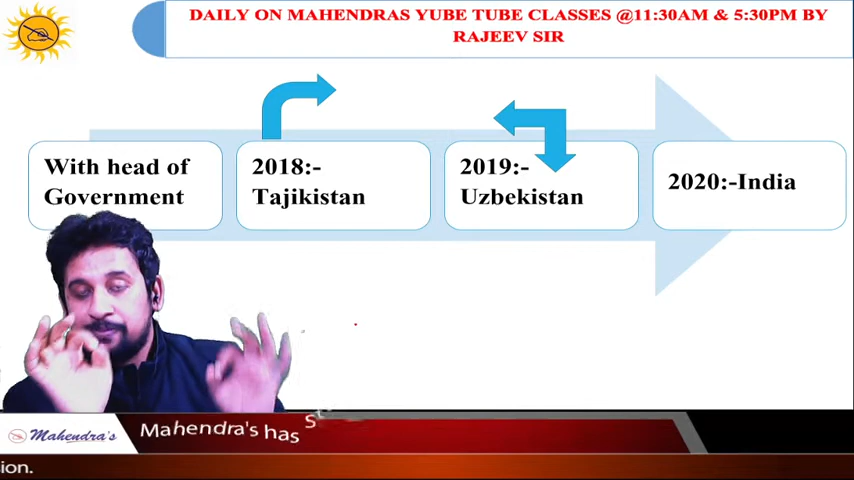 DAILY ON MAHENDRAS YUBE TUBE CLASSES @11:30AM & 5:30PM BY
RAJEEV SIR
With head of
Government
2018:-
Tajikistan
2019:-
Uzbekistan
2020:-India
Mahendra's
Mahendra's has
sion.